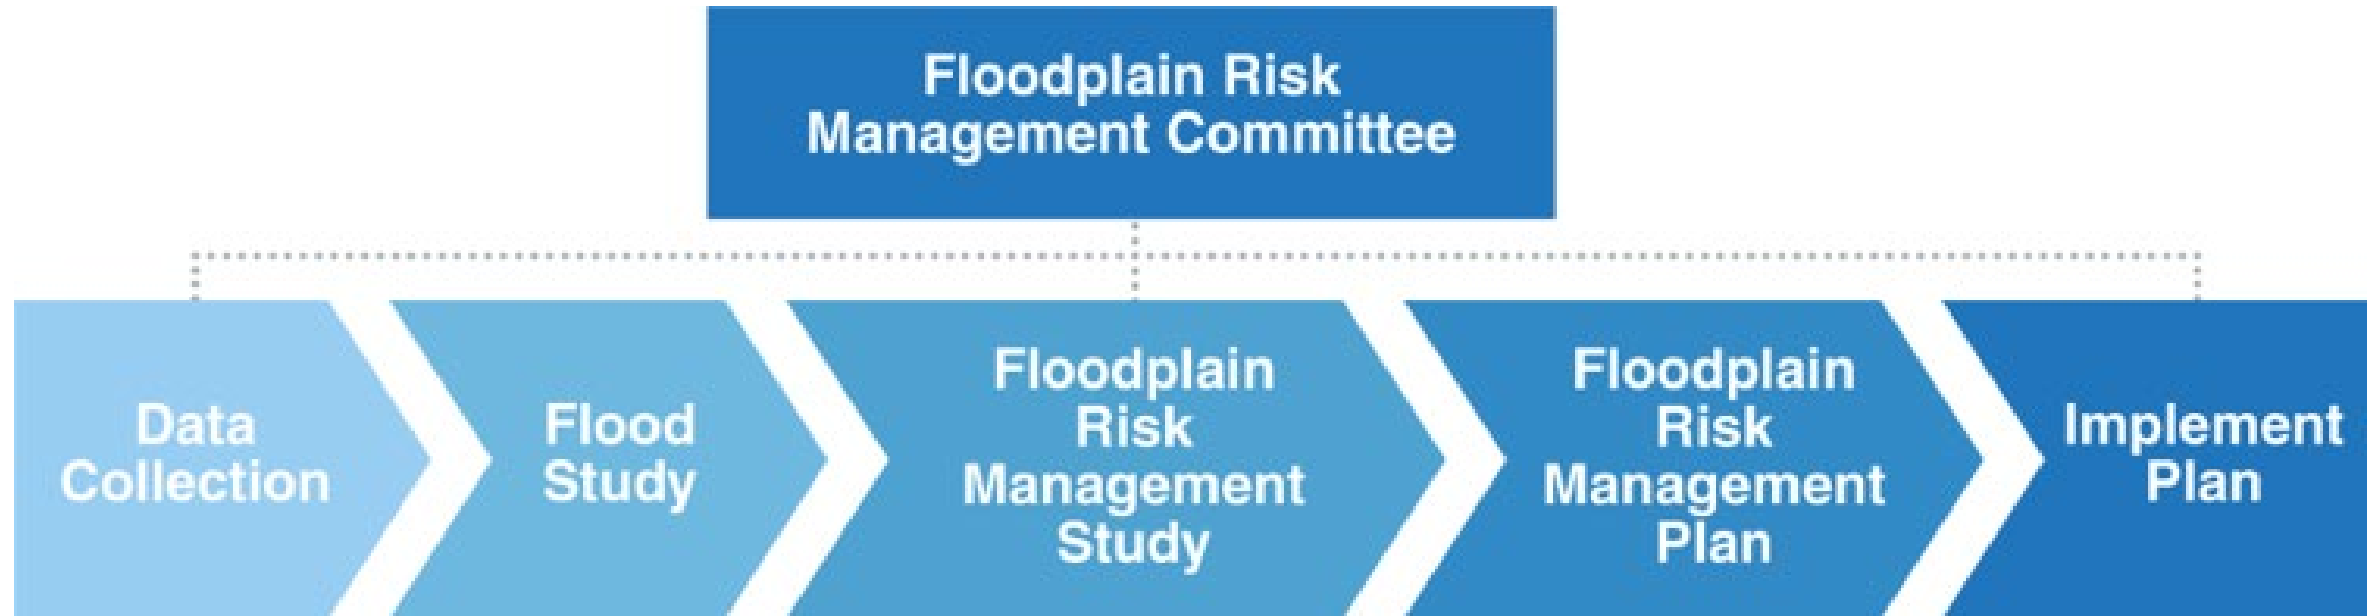 Floodplain Risk
Management Committee
Data
Collection
Flood
Study
Floodplain
Risk
Management
Study
Floodplain
Risk
Management
Plan
Implement
Plan